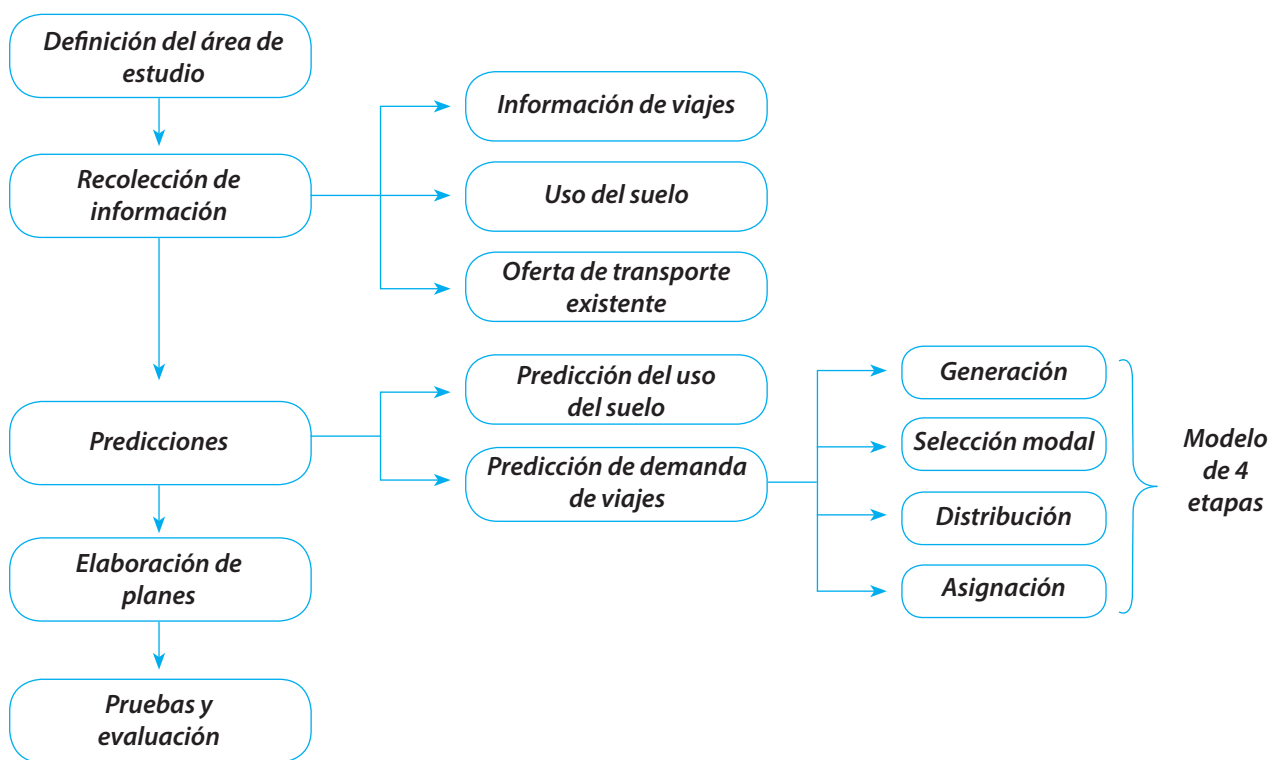 Definición del área de
estudio
Recolección de
información
Información de viajes
Uso del suelo
Oferta de transporte
existente
Predicciones
Predicción del uso
del suelo
Predicción de demanda
de viajes
Generación
Selección modal
Distribución
Asignación
Modelo
de 4
etapas
Elaboración de
planes
Pruebas y
evaluación